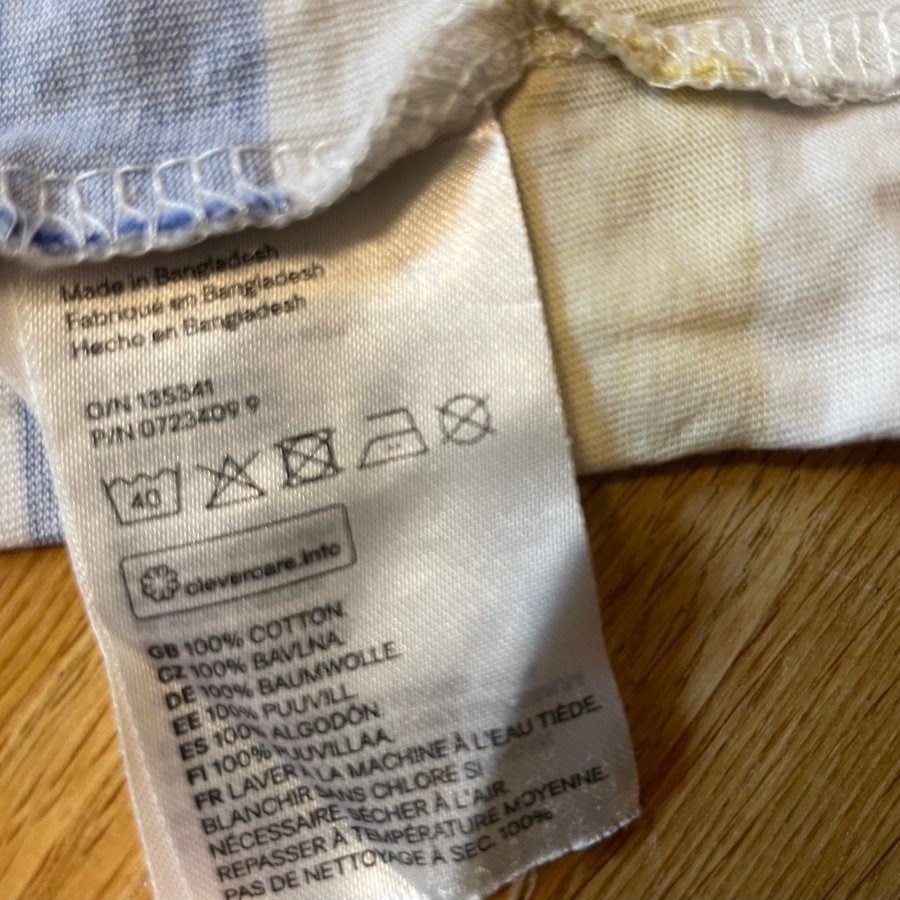 Made in Bangladesh
Fabriqué en Bangladesh
Hecho en Bangladesh
O/N 135341
P/N 0723409 9
40
clevercare.info
GB 100% COTTON
CZ 100% BAVLNA
DE 100% BAUMWOLLE
EE 100% PUUVILL
ES 100% ALGODÓN
FI 100% PUUVILLAA
FR LAVER À LA MACHINE À L'EAU TIÈDE.
BLANCHIR SANS CHLORE SI
NÉCESSAIRE. SÉCHER À L'AIR.
REPASSER À TEMPÉRATURE MOYENNE.
PAS DE NETTOYAGE À SEC. 100%